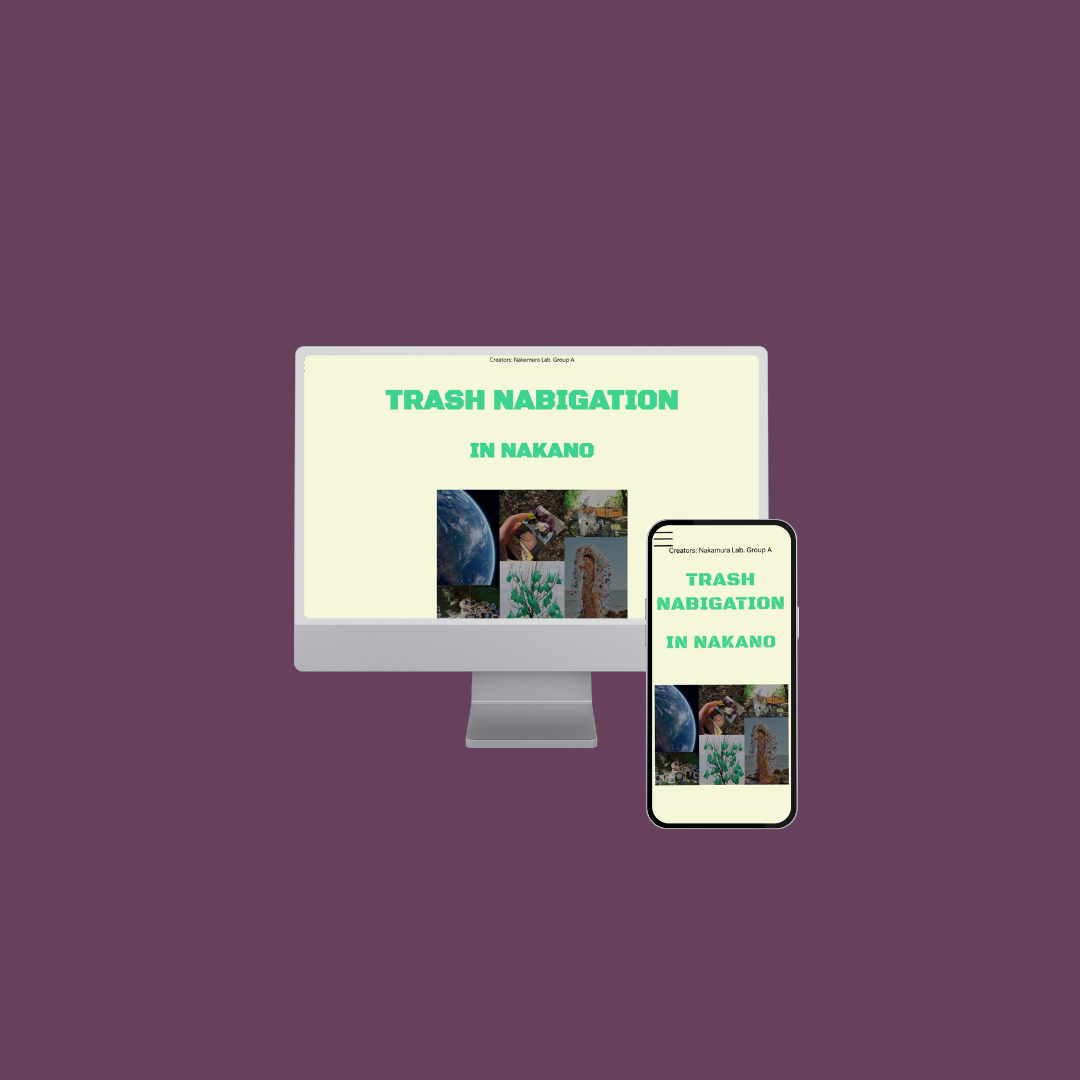 Creators: Nakamura Lab. Group A
TRASH NABIGATION
IN NAKANO
Creators: Nakamura Lab. Group A
TRASH
NABIGATION
IN NAKANO